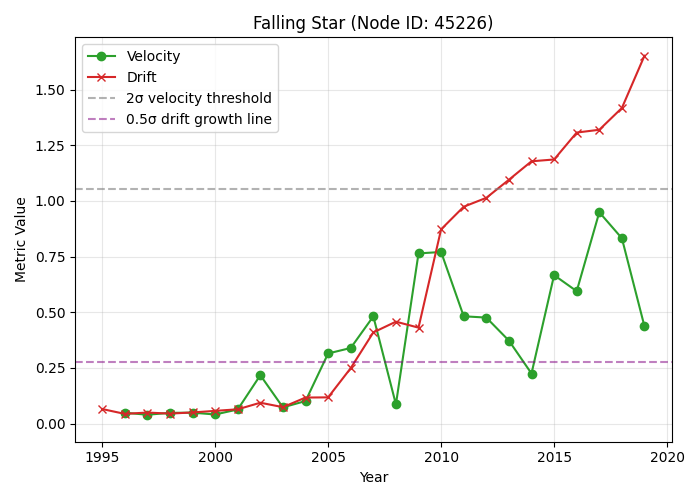 Falling Star (Node ID: 45226)
Velocity
Drift
2σ velocity threshold
0.5σ drift growth line
Metric Value
1.50
1.25
1.00
0.75
0.50
0.25
0.00
1995 2000 2005 2010 2015 2020
Year